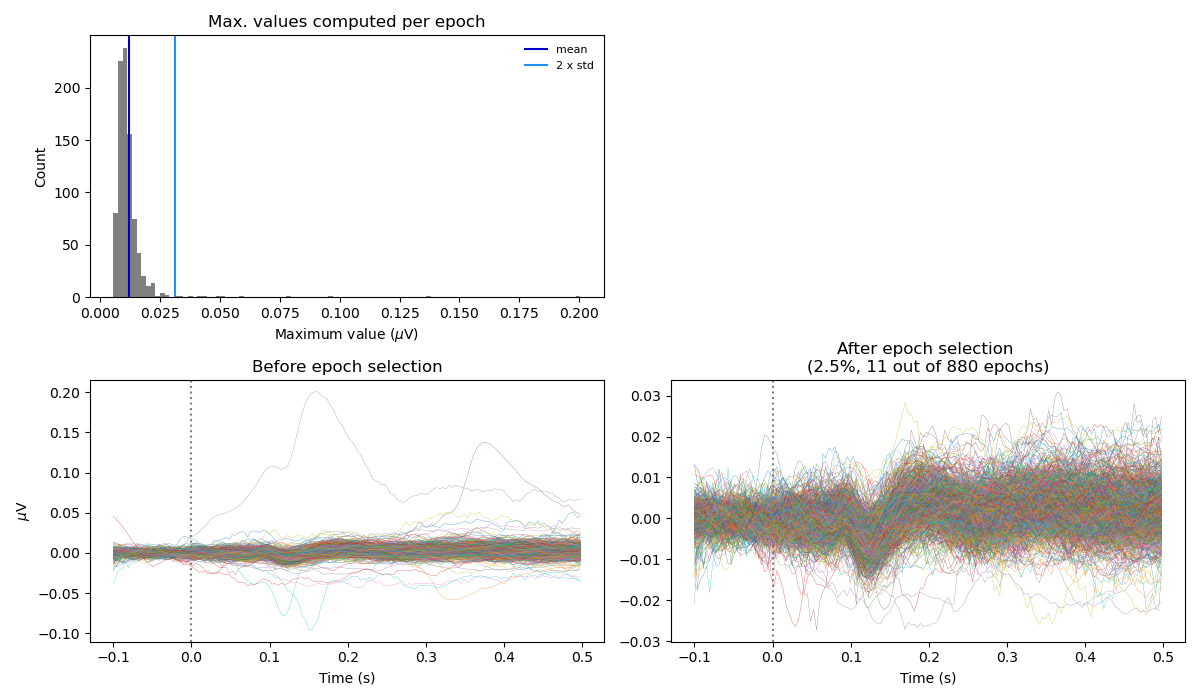 Max. values computed per epoch
mean
2 x std
Count
200
150
100
50
0
0.000 0.025 0.050 0.075 0.100 0.125 0.150 0.175 0.200
Maximum value (μV)
Before epoch selection
μV
0.20
0.15
0.10
0.05
0.00
−0.05
−0.10
−0.1 0.0 0.1 0.2 0.3 0.4 0.5
Time (s)
After epoch selection
(2.5%, 11 out of 880 epochs)
0.03
0.02
0.01
0.00
−0.01
−0.02
−0.03
−0.1 0.0 0.1 0.2 0.3 0.4 0.5
Time (s)